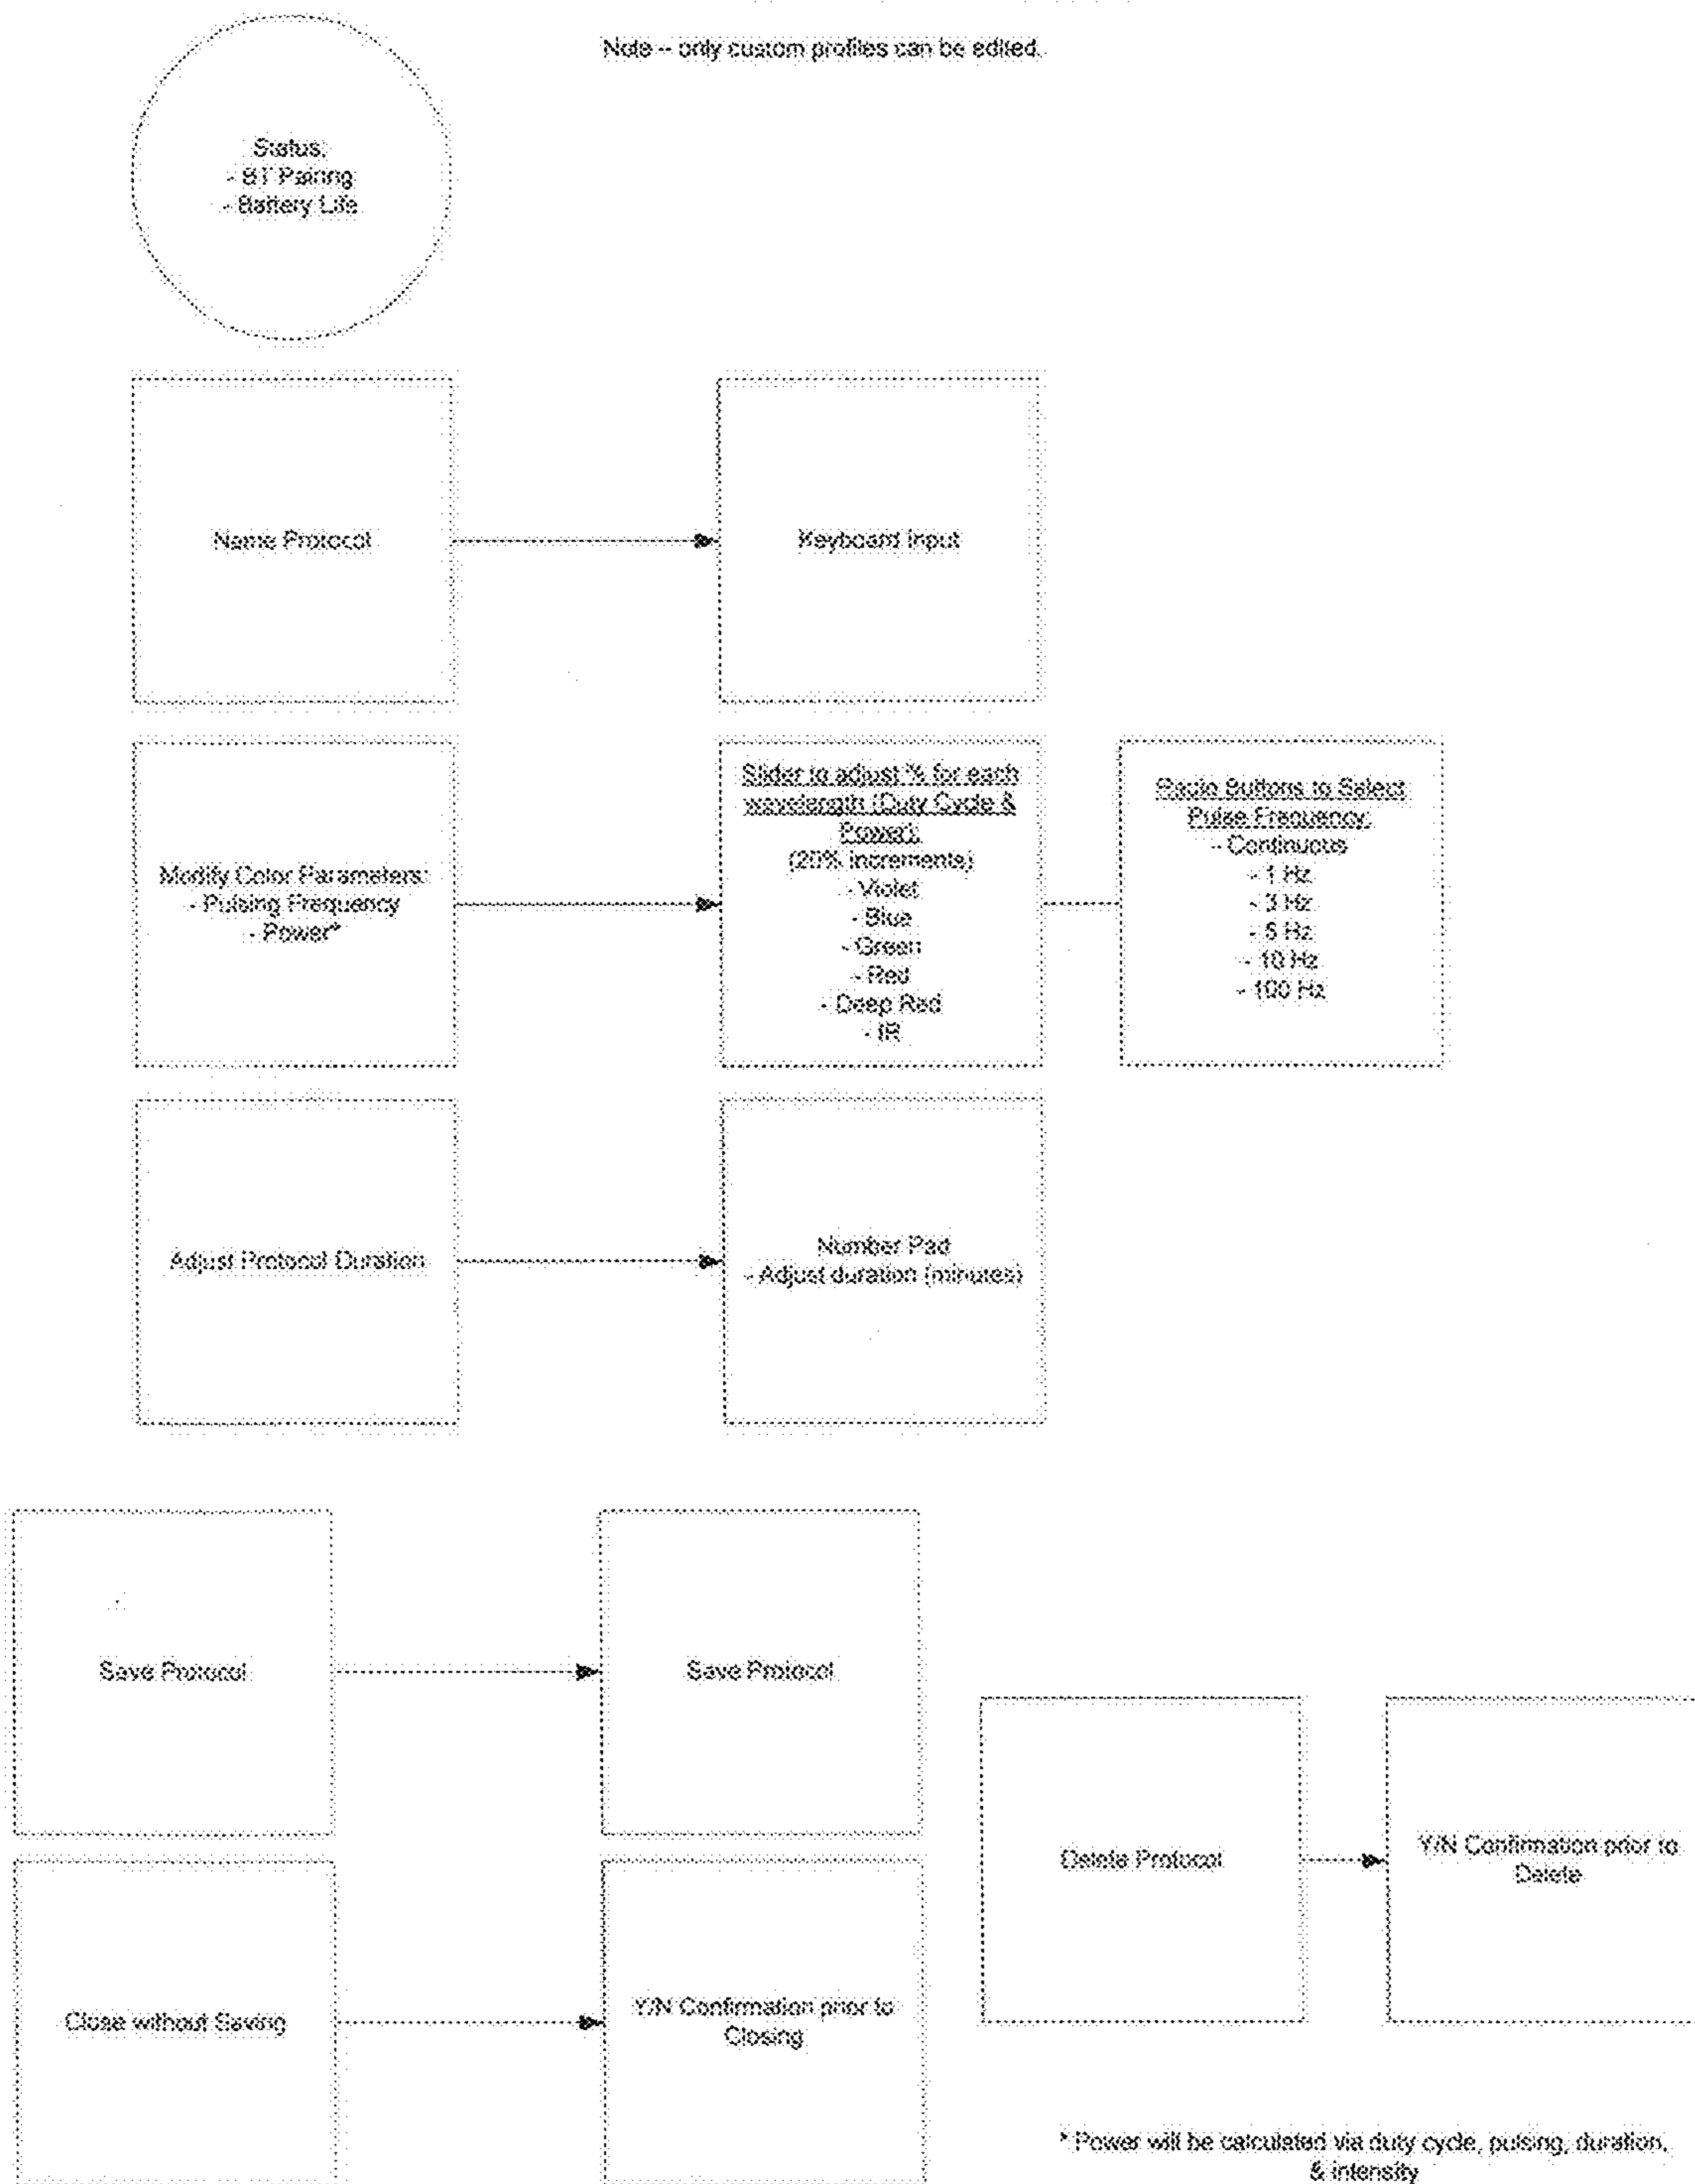 Note -- only custom profiles can be edited.
Status:
- BT Pairing
- Battery Life
Name Protocol
Keyboard Input
Modify Color Parameters:
- Pulsing Frequency
- Power*
Slider to adjust % for each
wavelength (Duty Cycle &
Power).
(20% increments)
- Violet
- Blue
- Green
- Red
- Deep Red
- IR
Radio Buttons to Select
Pulse Frequency:
- Continuous
- 1 Hz
- 3 Hz
- 5 Hz
- 10 Hz
- 100 Hz
Adjust Protocol Duration
Number Pad
- Adjust duration (minutes)
Save Protocol
Save Protocol
Delete Protocol
Y/N Confirmation prior to
Delete
Close without Saving
Y/N Confirmation prior to
Closing
* Power will be calculated via duty cycle, pulsing, duration,
& intensity